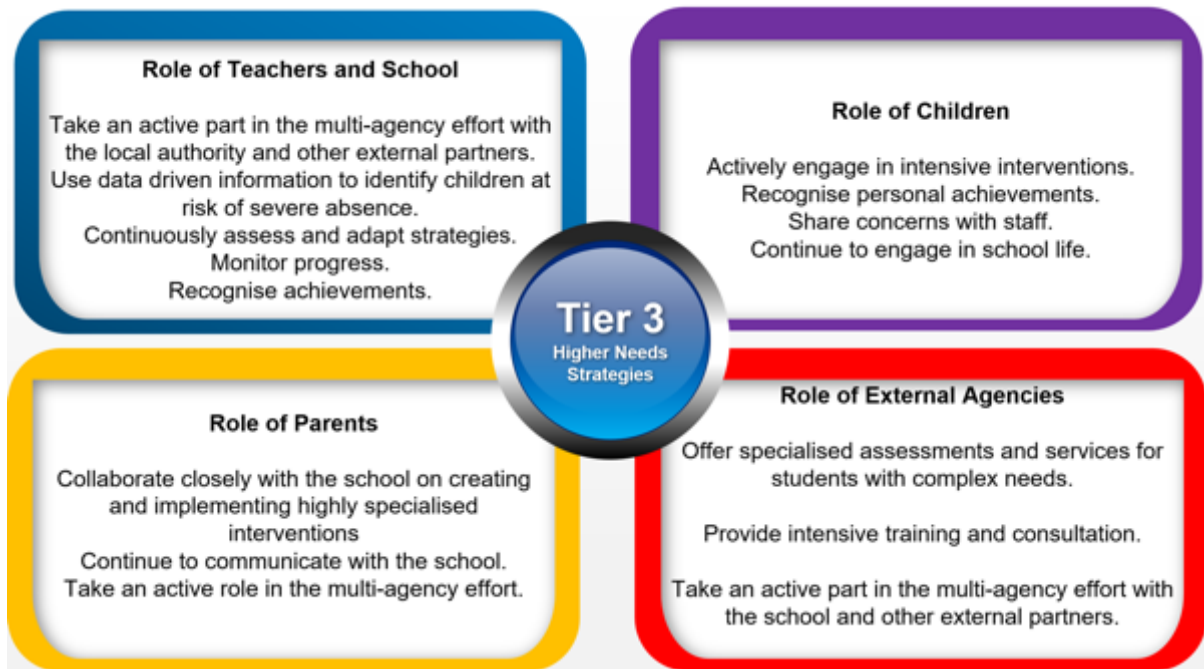 Role of Teachers and School
Take an active part in the multi-agency effort with
the local authority and other external partners.
Use data driven information to identify children at
risk of severe absence.
Continuously assess and adapt strategies.
Monitor progress.
Recognise achievements.
Role of Children
Actively engage in intensive interventions.
Recognise personal achievements.
Share concerns with staff.
Continue to engage in school life.
Tier 3
Higher Needs
Strategies
Role of Parents
Collaborate closely with the school on creating
and implementing highly specialised
interventions
Continue to communicate with the school.
Take an active role in the multi-agency effort.
Role of External Agencies
Offer specialised assessments and services for
students with complex needs.
Provide intensive training and consultation.
Take an active part in the multi-agency effort with
the school and other external partners.